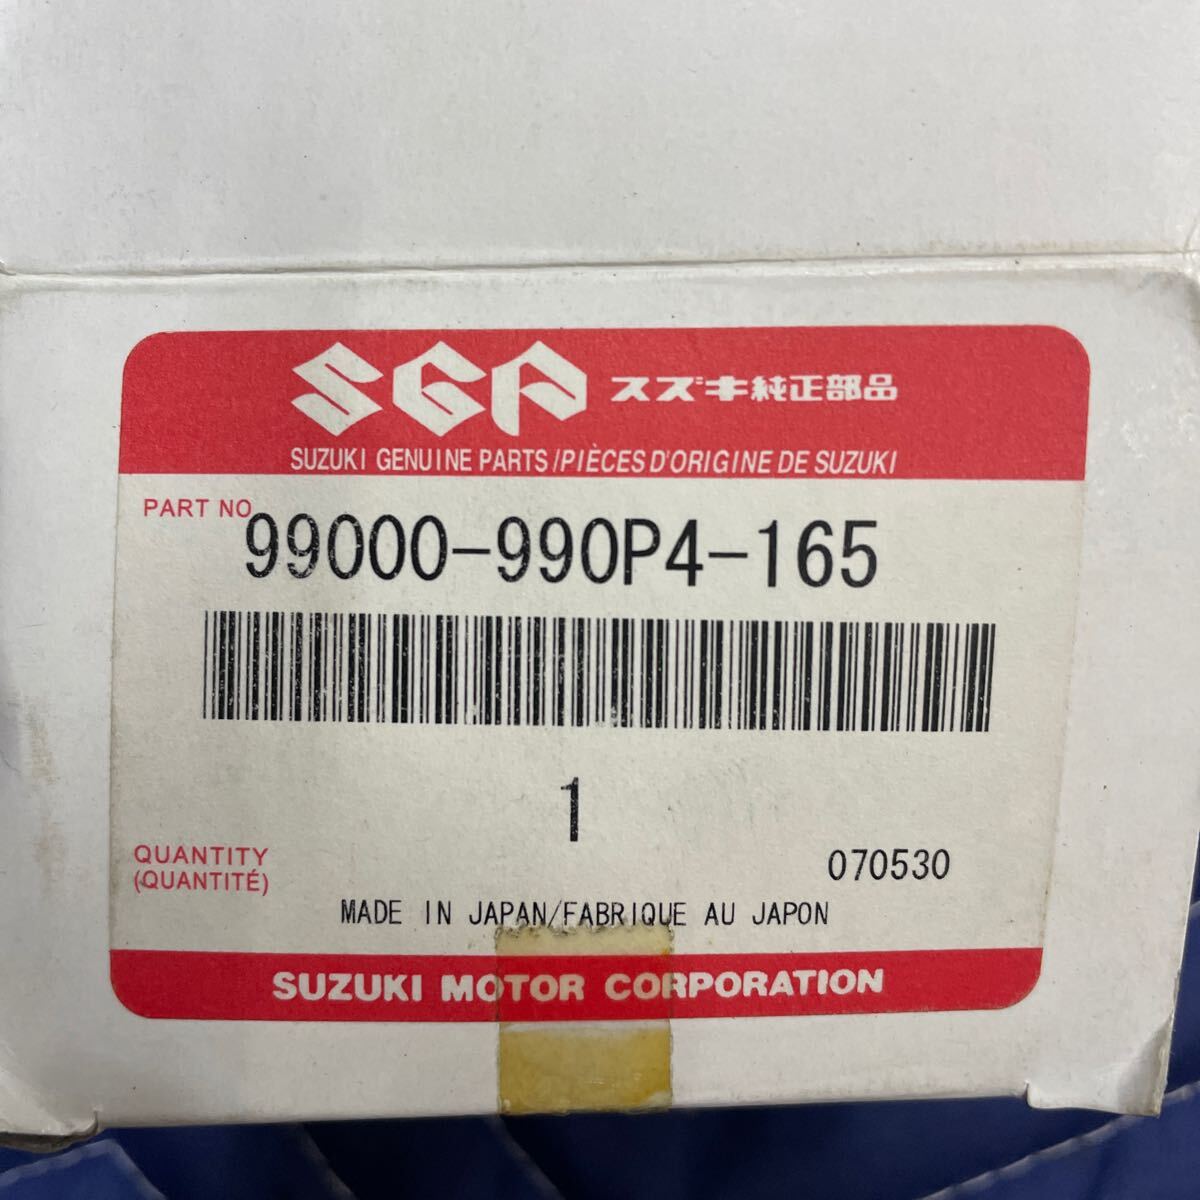 SGP スズキ純正部品
SUZUKI GENUINE PARTS/PIÈCES D'ORIGINE DE SUZUKI
PART NO. 99000-990P4-165
1
QUANTITY
(QUANTITÉ)
070530
MADE IN JAPAN/FABRIQUE AU JAPON
SUZUKI MOTOR CORPORATION